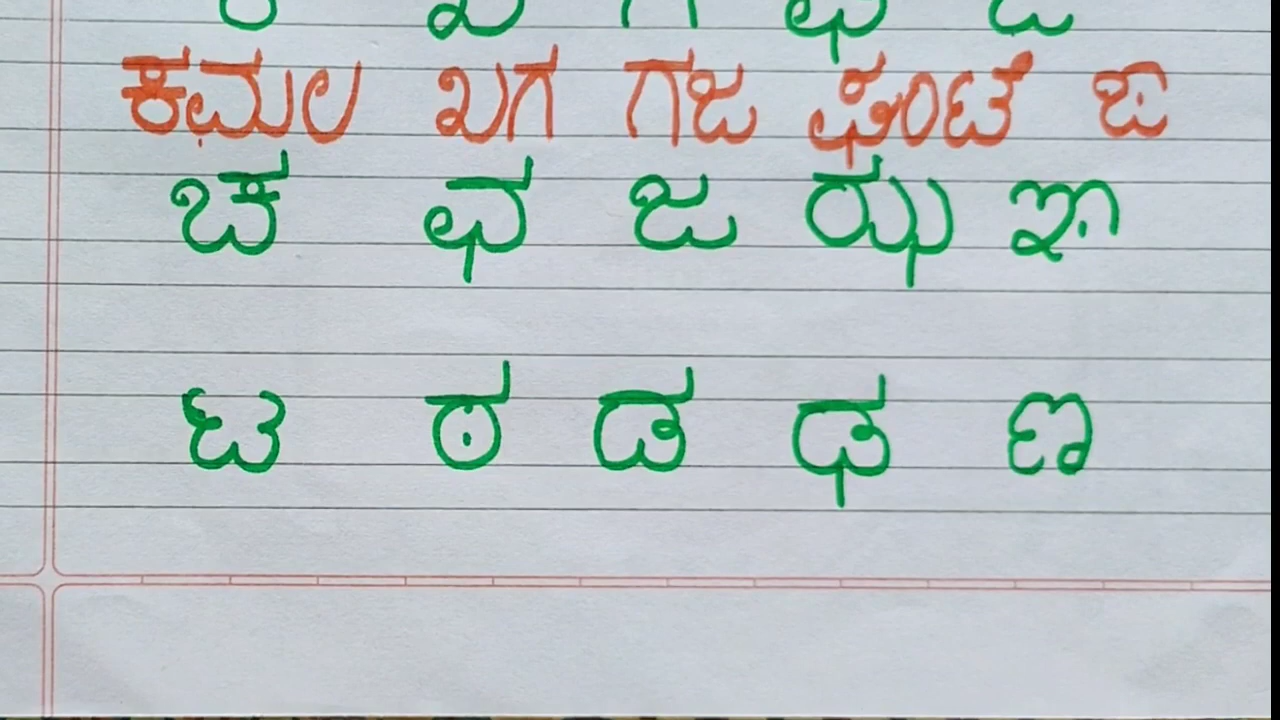 ಕ ಖ ಗ ಘ ಙ
ಕಮಲ ಖಗ ಗಜ ಘಂಟೆ ಙ
ಚ ಛ ಜ ಝ ಞ
ಟ ಠ ಡ ಢ ಣ